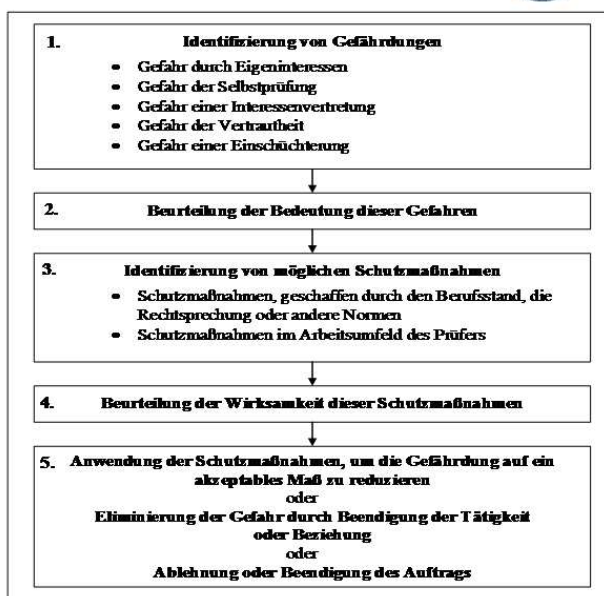 1. Identifizierung von Gefährdungen
• Gefahr durch Eigeninteressen
• Gefahr der Selbstprüfung
• Gefahr einer Interessenvertretung
• Gefahr der Vertrautheit
• Gefahr einer Einschüchterung
2. Beurteilung der Bedeutung dieser Gefahren
3. Identifizierung von möglichen Schutzmaßnahmen
• Schutzmaßnahmen, geschaffen durch den Berufsstand, die
Rechtsprechung oder andere Normen
• Schutzmaßnahmen im Arbeitsumfeld des Prüfers
4. Beurteilung der Wirksamkeit dieser Schutzmaßnahmen
5. Anwendung der Schutzmaßnahmen, um die Gefährdung auf ein
akzeptables Maß zu reduzieren
oder
Eliminierung der Gefahr durch Beendigung der Tätigkeit
oder Beziehung
oder
Ablehnung oder Beendigung des Auftrags